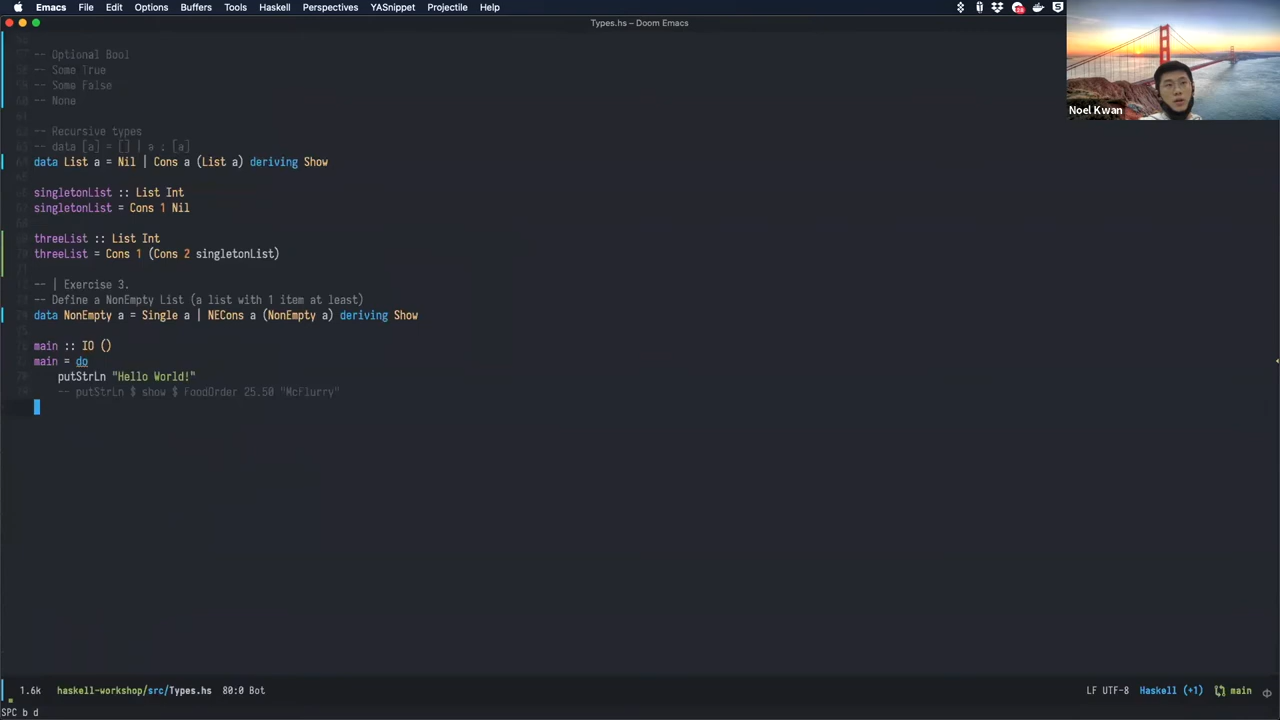 Emacs File Edit Options Buffers Tools Haskell Perspectives YASnippet Projectile Help
Types.hs – Doom Emacs
-- Optional Bool
-- Some True
-- Some False
-- None
-- Recursive types
-- data [a] = [] | a : [a]
data List a = Nil | Cons a (List a) deriving Show
singletonList :: List Int
singletonList = Cons 1 Nil
threeList :: List Int
threeList = Cons 1 (Cons 2 singletonList)
-- | Exercise 3.
-- Define a NonEmpty List (a list with 1 item at least)
data NonEmpty a = Single a | NECons a (NonEmpty a) deriving Show
main :: IO ()
main = do
putStrLn "Hello World!"
-- putStrLn $ show $ FoodOrder 25.50 "McFlurry"
Noel Kwan
1.6k haskell-workshop/src/Types.hs 80:0 Bot LF UTF-8 Haskell (+1) main
SPC b d